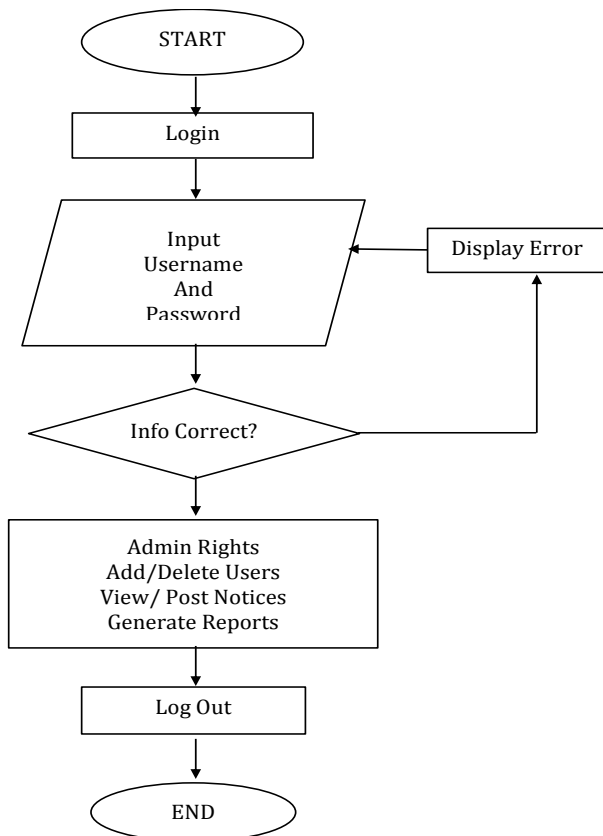 START
Login
Input
Username
And
Password
Display Error
Info Correct?
Admin Rights
Add/Delete Users
View/ Post Notices
Generate Reports
Log Out
END